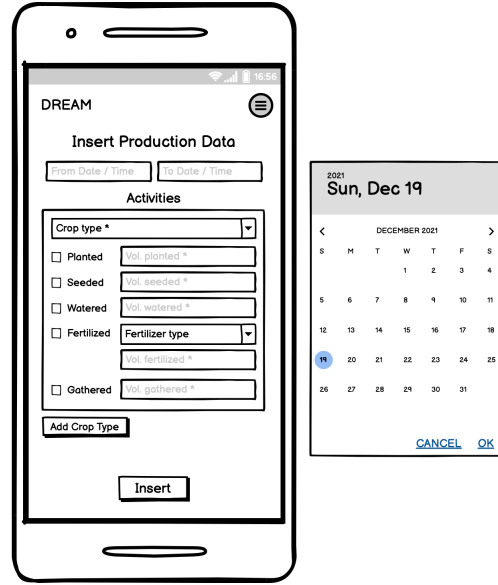 16:56
DREAM
Insert Production Data
From Date / Time To Date / Time
Activities
Crop type *
Planted Vol. planted *
Seeded Vol. seeded *
Watered Vol. watered *
Fertilized Fertilizer type
Vol. fertilized *
Gathered Vol. gathered *
Add Crop Type
Insert
2021
Sun, Dec 19
< DECEMBER 2021 >
S M T W T F S
1 2 3 4
5 6 7 8 9 10 11
12 13 14 15 16 17 18
19 20 21 22 23 24 25
26 27 28 29 30 31
CANCEL OK